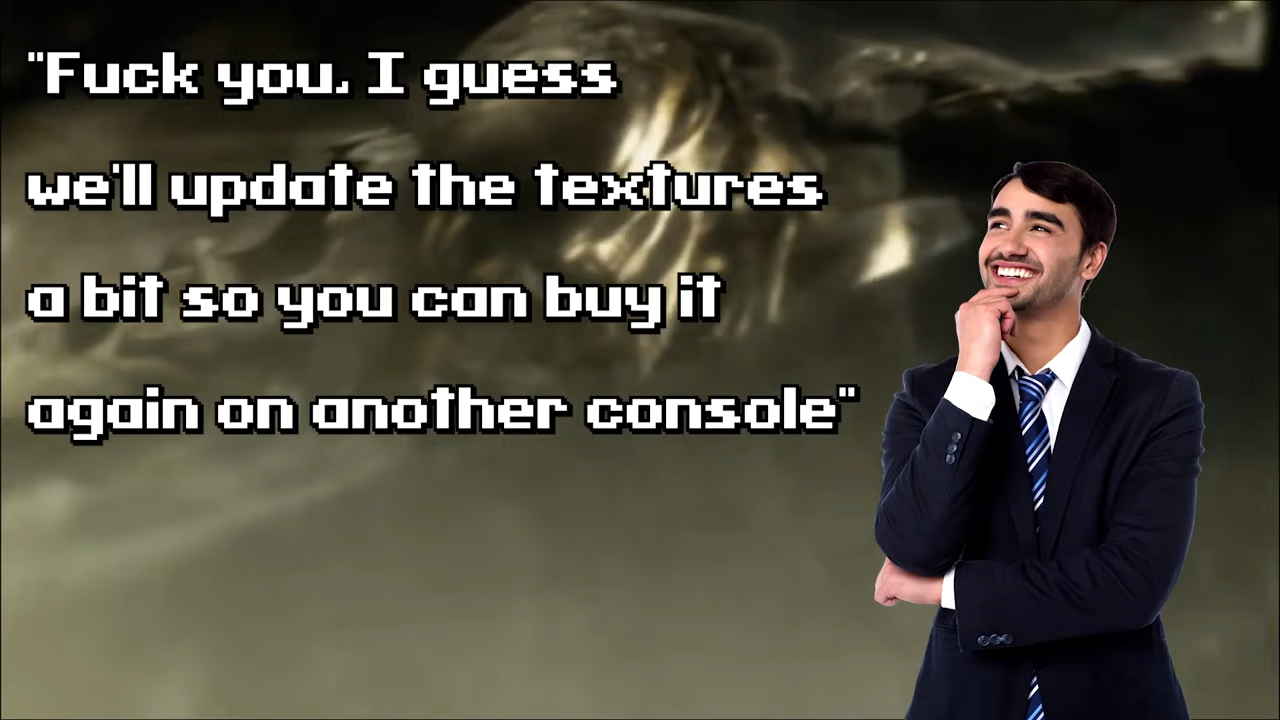 "Fuck you. I guess
we'll update the textures
a bit so you can buy it
again on another console"